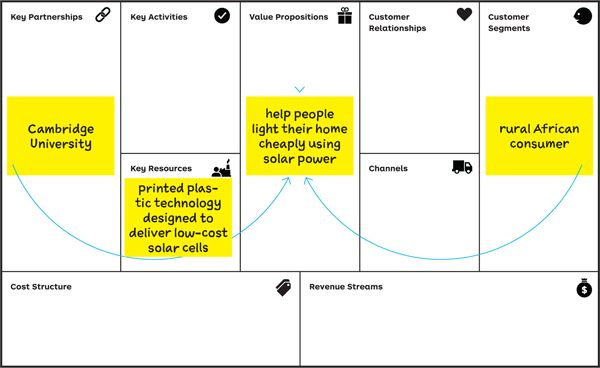 Key Partnerships
Cambridge
University
Key Activities
Key Resources
printed plas-
tic technology
designed to
deliver low-cost
solar cells
Value Propositions
help people
light their home
cheaply using
solar power
Customer
Relationships
Channels
Customer
Segments
rural African
consumer
Cost Structure
Revenue Streams
$